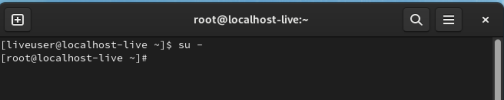 root@localhost-live:~
[liveuser@localhost-live ~]$ su -
[root@localhost-live ~]#